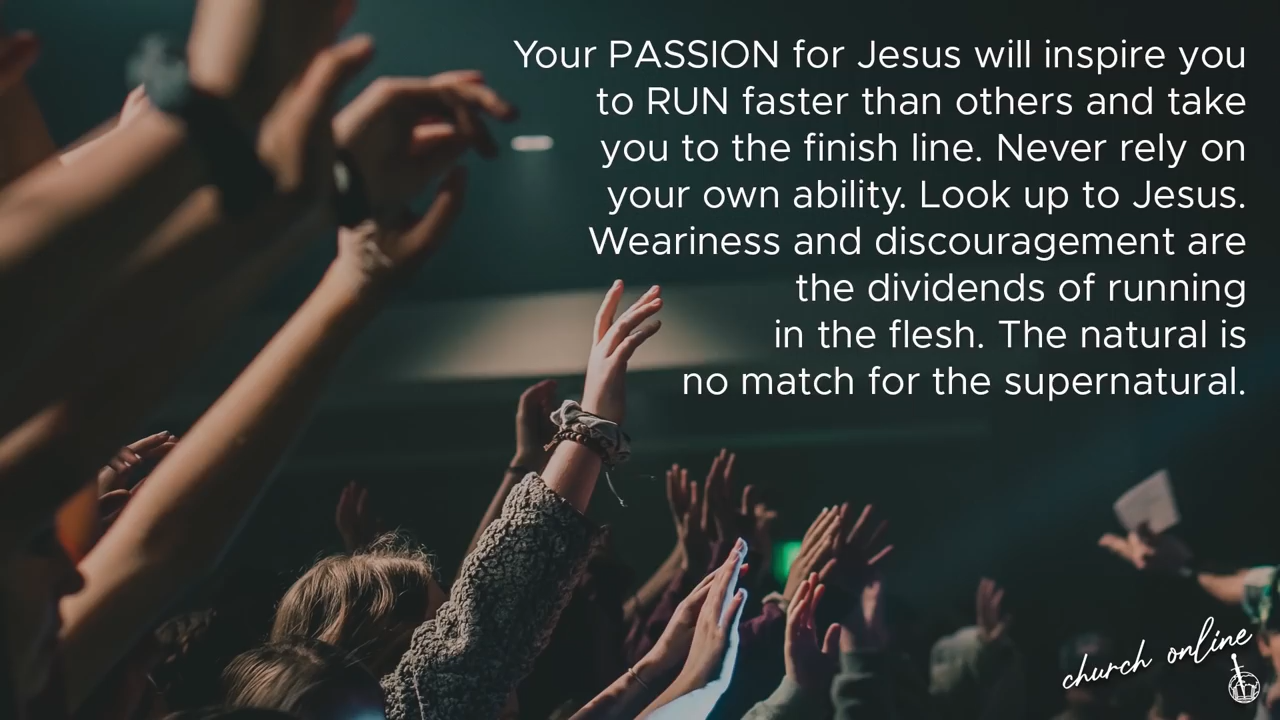 Your PASSION for Jesus will inspire you
to RUN faster than others and take
you to the finish line. Never rely on
your own ability. Look up to Jesus.
Weariness and discouragement are
the dividends of running
in the flesh. The natural is
no match for the supernatural.
church online